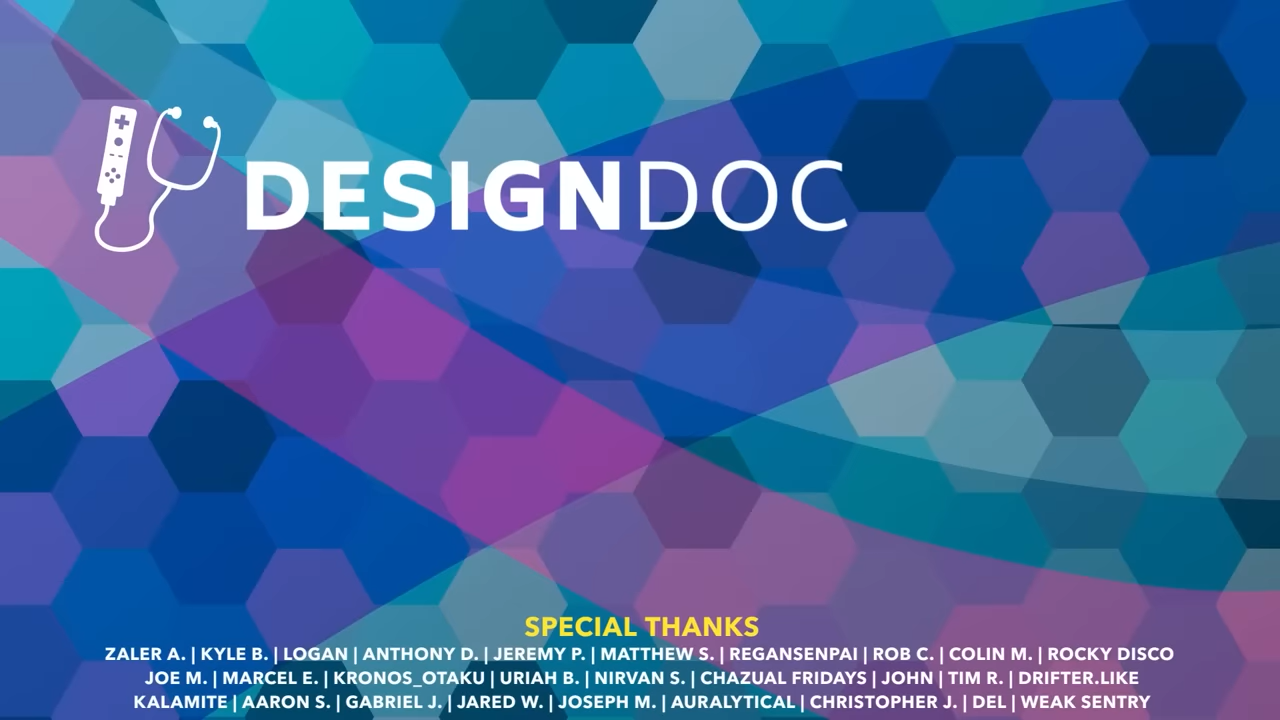 DESIGNDOC
SPECIAL THANKS
ZALER A. | KYLE B. | LOGAN | ANTHONY D. | JEREMY P. | MATTHEW S. | REGANSENPAI | ROB C. | COLIN M. | ROCKY DISCO
JOE M. | MARCEL E. | KRONOS_OTAKU | URIAH B. | NIRVAN S. | CHAZUAL FRIDAYS | JOHN | TIM R. | DRIFTER.LIKE
KALAMITE | AARON S. | GABRIEL J. | JARED W. | JOSEPH M. | AURALYTICAL | CHRISTOPHER J. | DEL | WEAK SENTRY